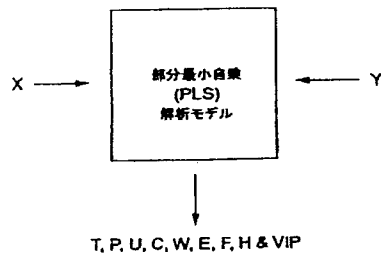 X
部分最小自乗
(PLS)
解析モデル
Y
T, P, U, C, W, E, F, H & VIP